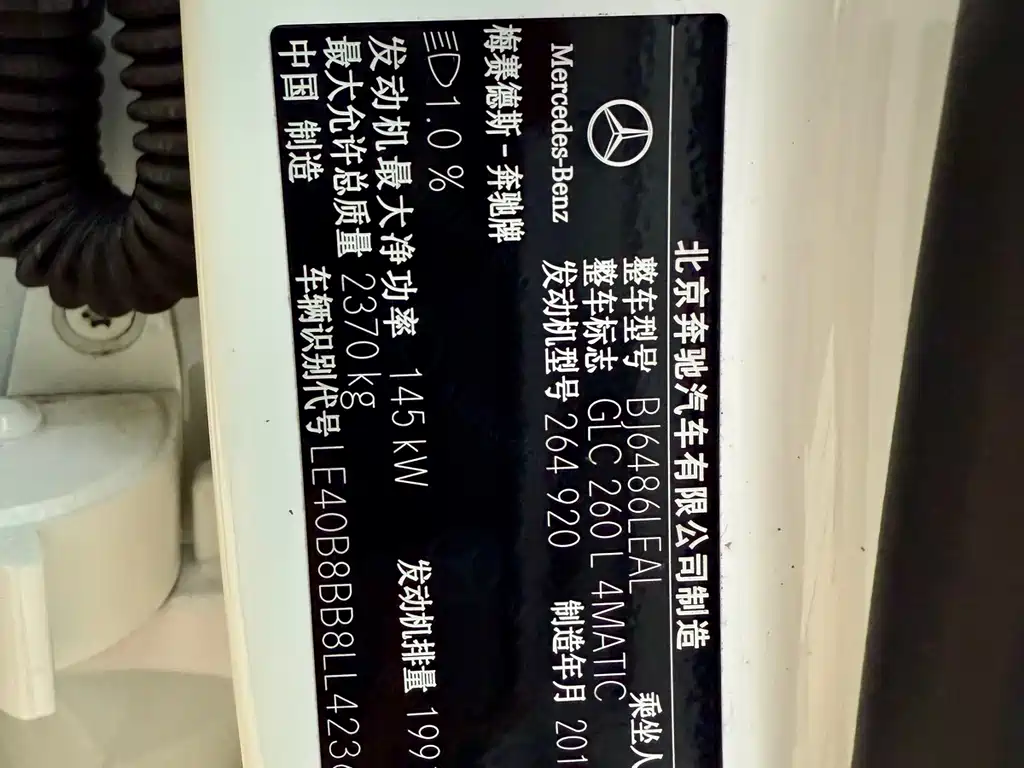 北京奔驰汽车有限公司制造
Mercedes-Benz
梅赛德斯-奔驰牌
整车型号 BJ6486LEAL 乘坐人
整车标志 GLC 260 L 4MATIC
发动机型号 264 920 制造年月 201
1.0 %
发动机最大净功率 145 kW 发动机排量 199
最大允许总质量 2370 kg
中国 制造 车辆识别代号 LE40B8BB8LL423